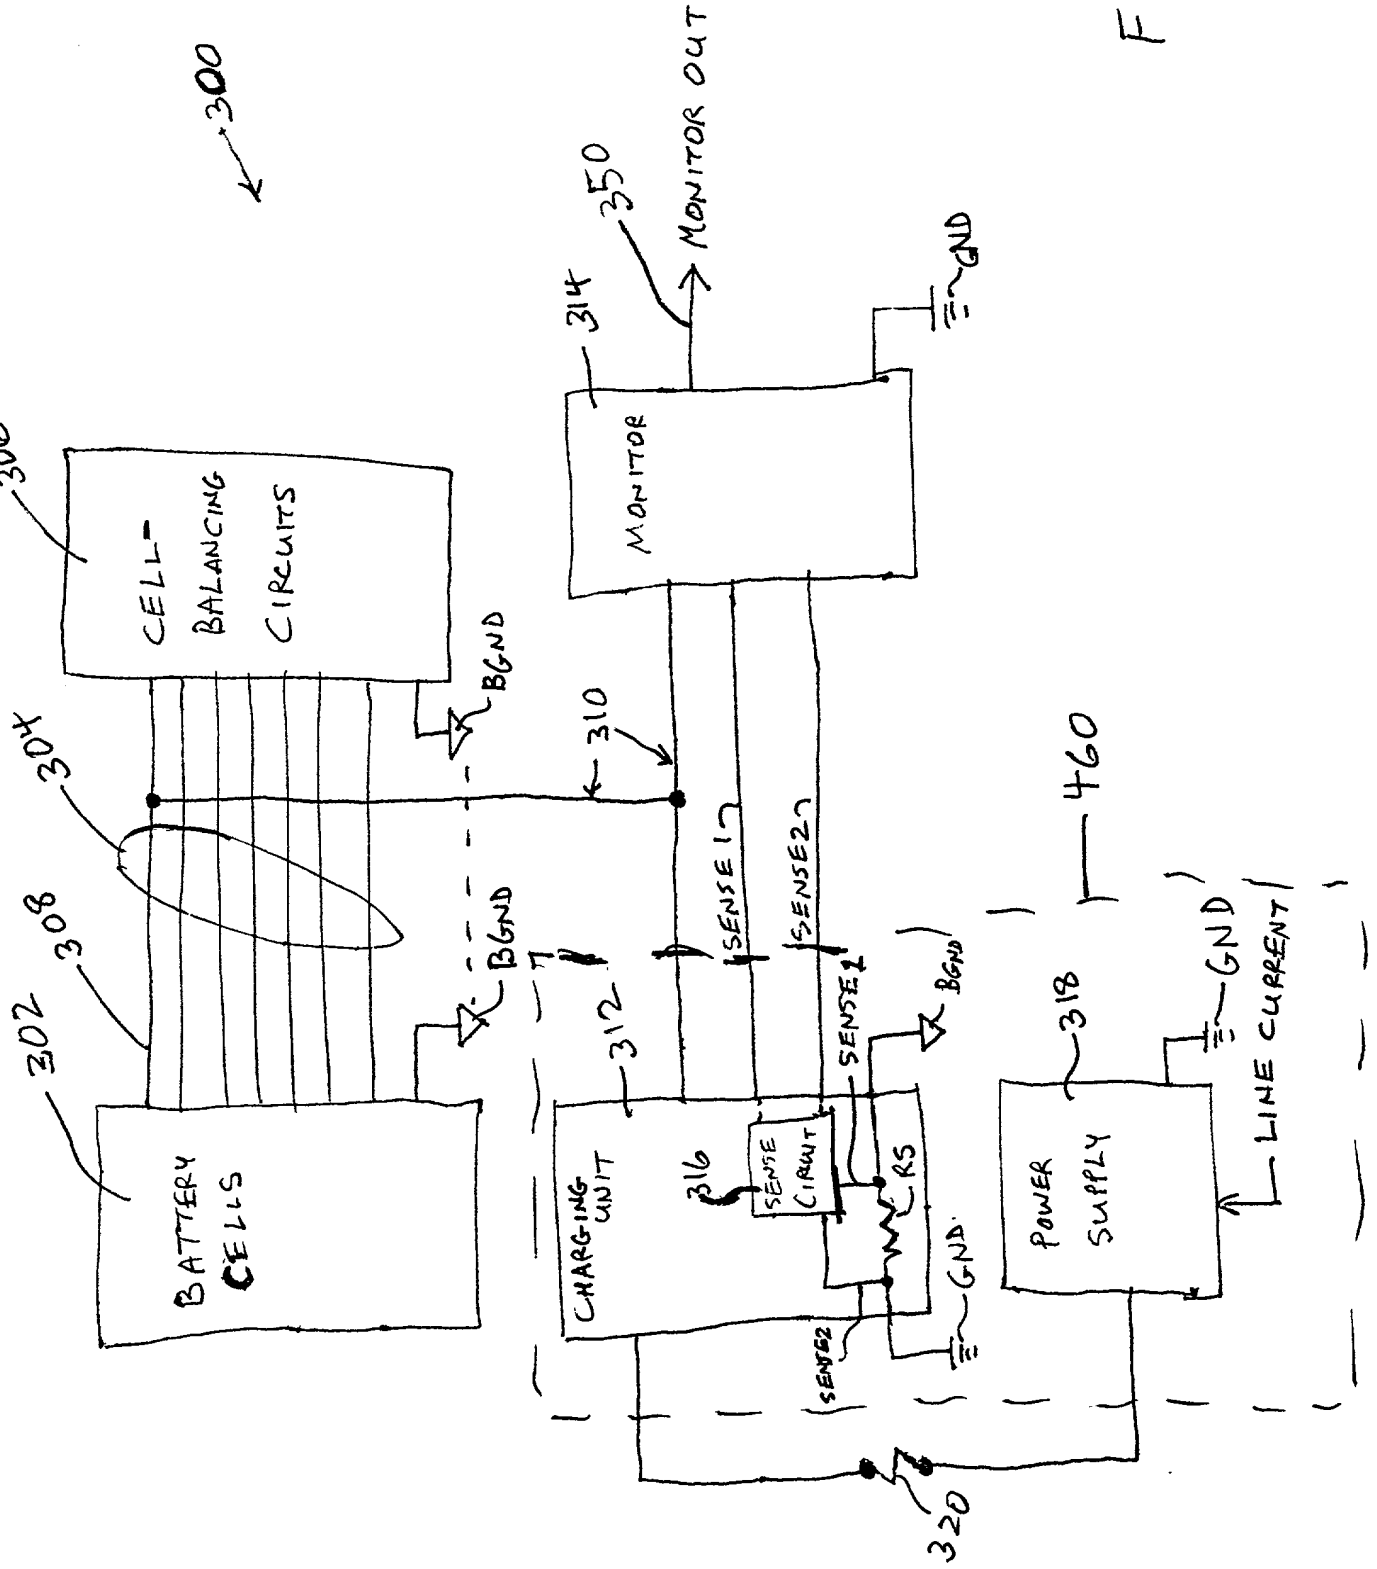 300
302
BATTERY
CELLS
308
304
CELL-
BALANCING
CIRCUITS
BGND
BGND
310
312
CHARGING
UNIT
316
SENSE
CIRCUIT
SENSE1
SENSE2
SENSE1
SENSE2
RS
GND
BGND
314
MONITOR
350
MONITOR OUT
GND
460
318
POWER
SUPPLY
GND
LINE CURRENT
320
F